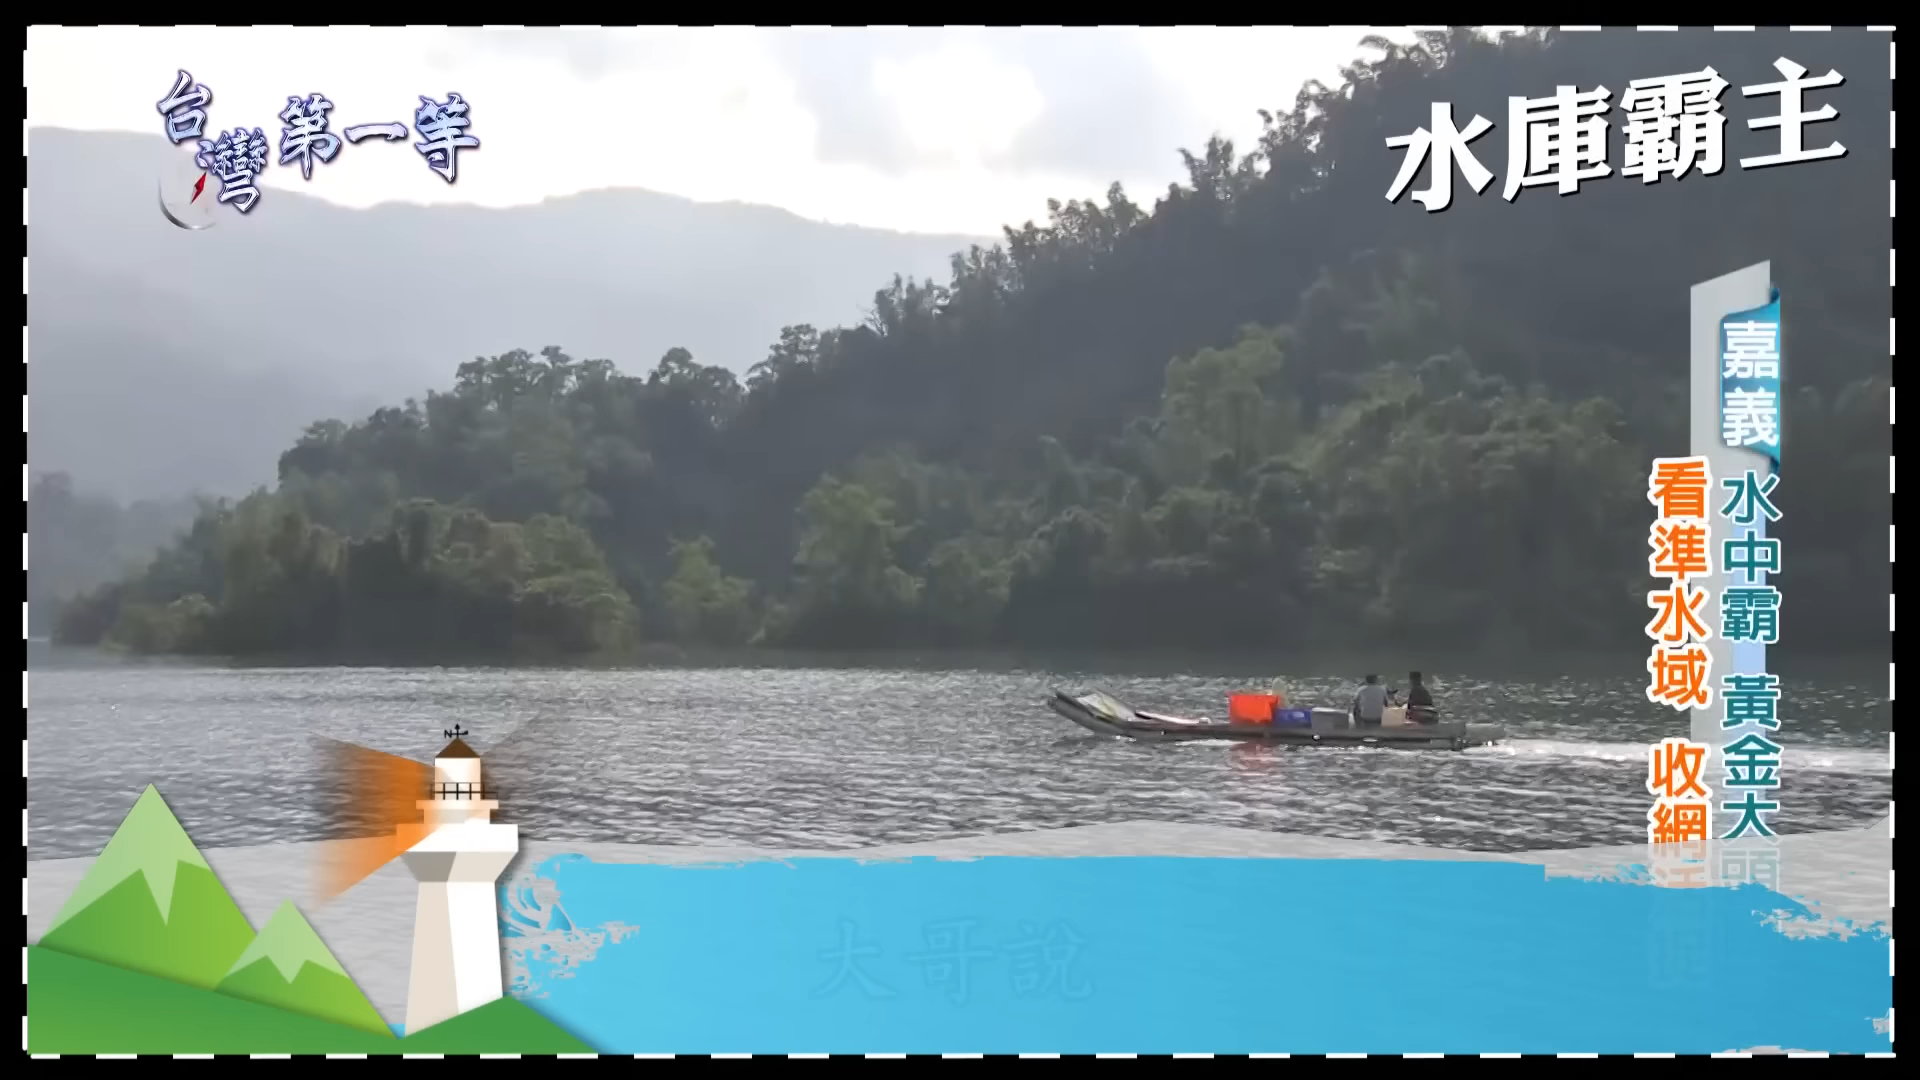 台灣第一等
水庫霸主
嘉義 水中霸 黃金大頭
看準水域 收網
大哥說
N